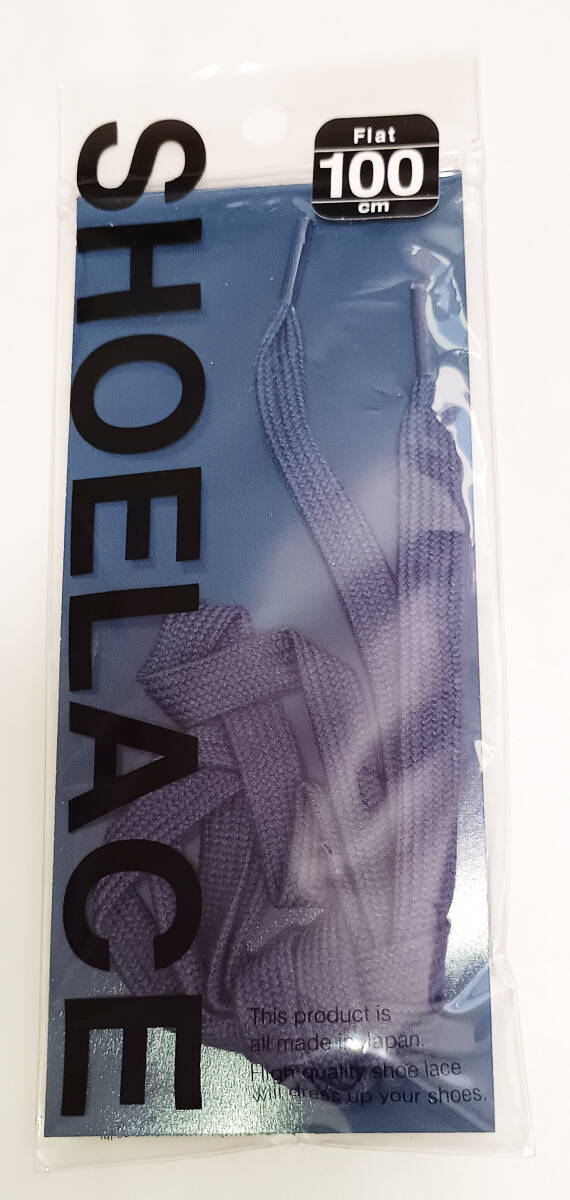 Flat
100
cm
SHOELACE
This product is
all made in Japan.
High quality shoe lace
will dress up your shoes.